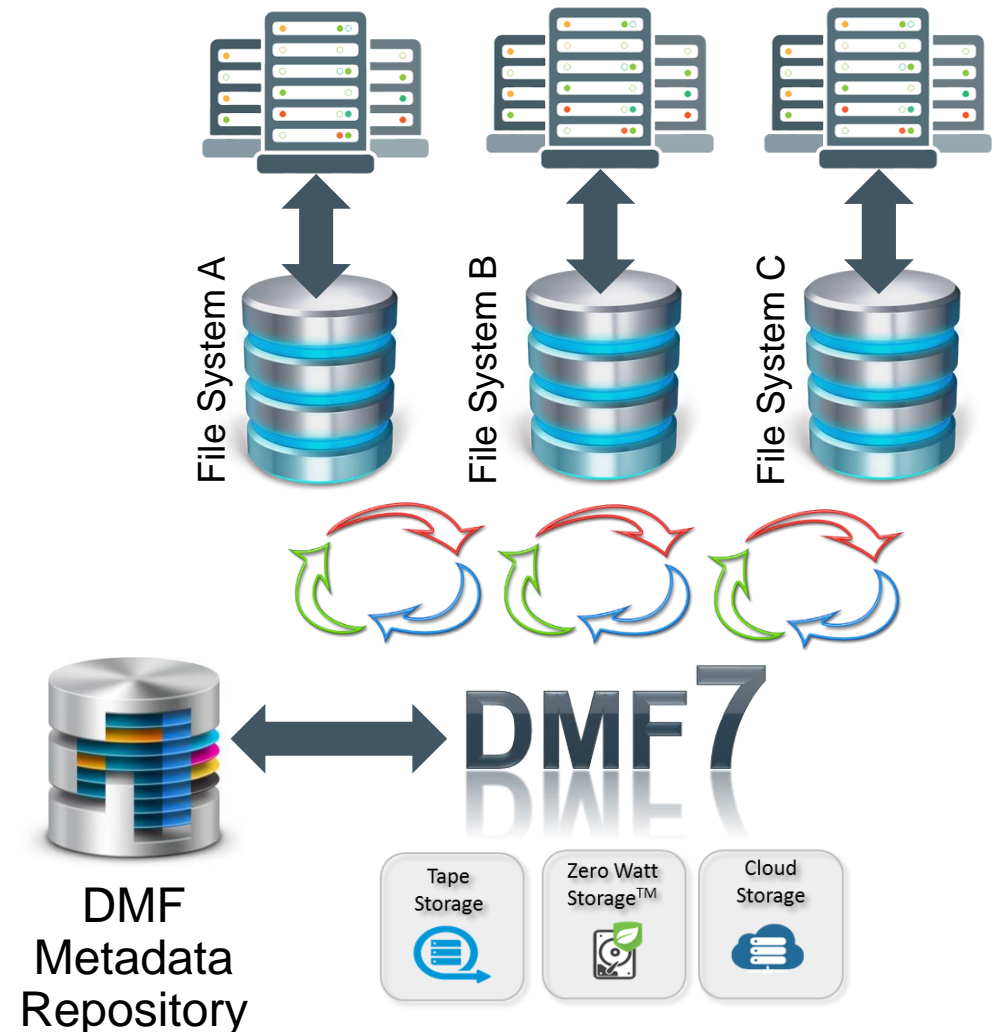 File System A
File System B
File System C
DMF7
DMF
Metadata
Repository
Tape
Storage
Zero Watt
Storage™
Cloud
Storage